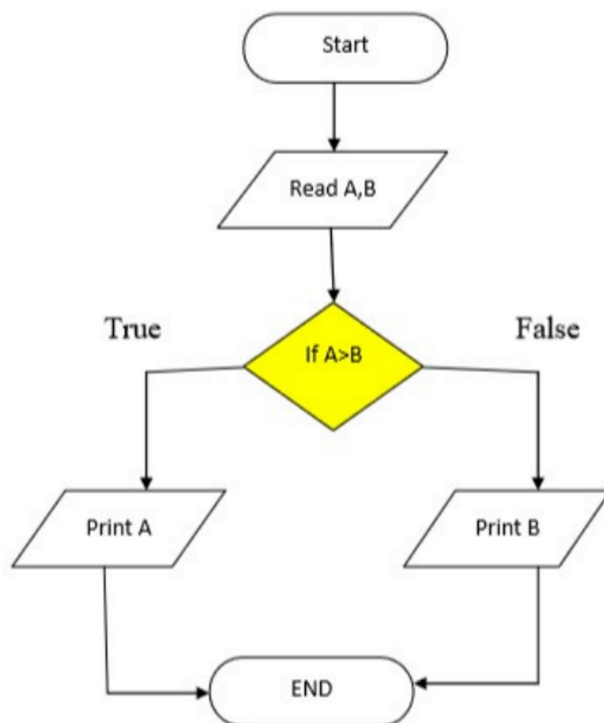 Start
Read A,B
True
If A>B
False
Print A
Print B
END